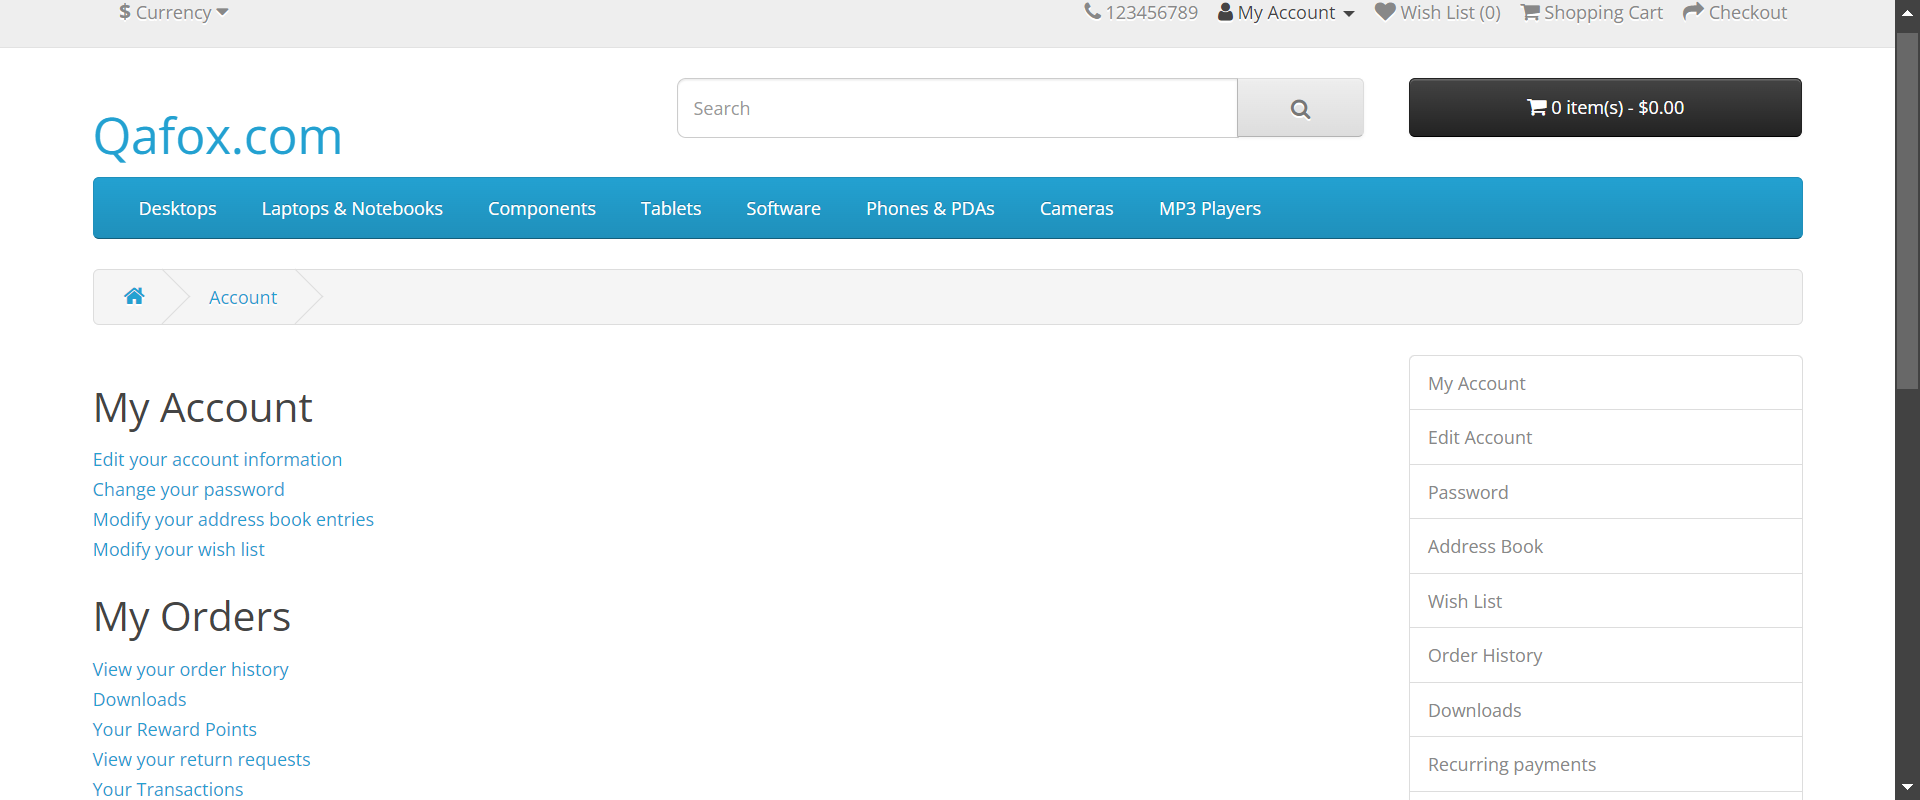 $ Currency
123456789 My Account Wish List (0) Shopping Cart Checkout
Qafox.com
Search
0 item(s) - $0.00
Desktops Laptops & Notebooks Components Tablets Software Phones & PDAs Cameras MP3 Players
Account
My Account
Edit your account information
Change your password
Modify your address book entries
Modify your wish list
My Orders
View your order history
Downloads
Your Reward Points
View your return requests
Your Transactions
My Account
Edit Account
Password
Address Book
Wish List
Order History
Downloads
Recurring payments